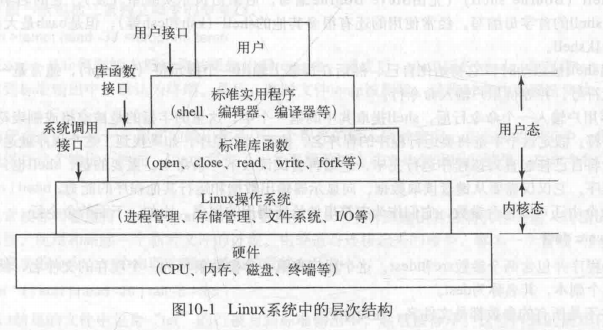 用户接口
用户
库函数
接口
标准实用程序
(shell、编辑器、编译器等)
系统调用
接口
标准库函数
(open、close、read、write、fork等)
用户态
Linux操作系统
(进程管理、存储管理、文件系统、I/O等)
内核态
硬件
(CPU、内存、磁盘、终端等)
图10-1 Linux系统中的层次结构